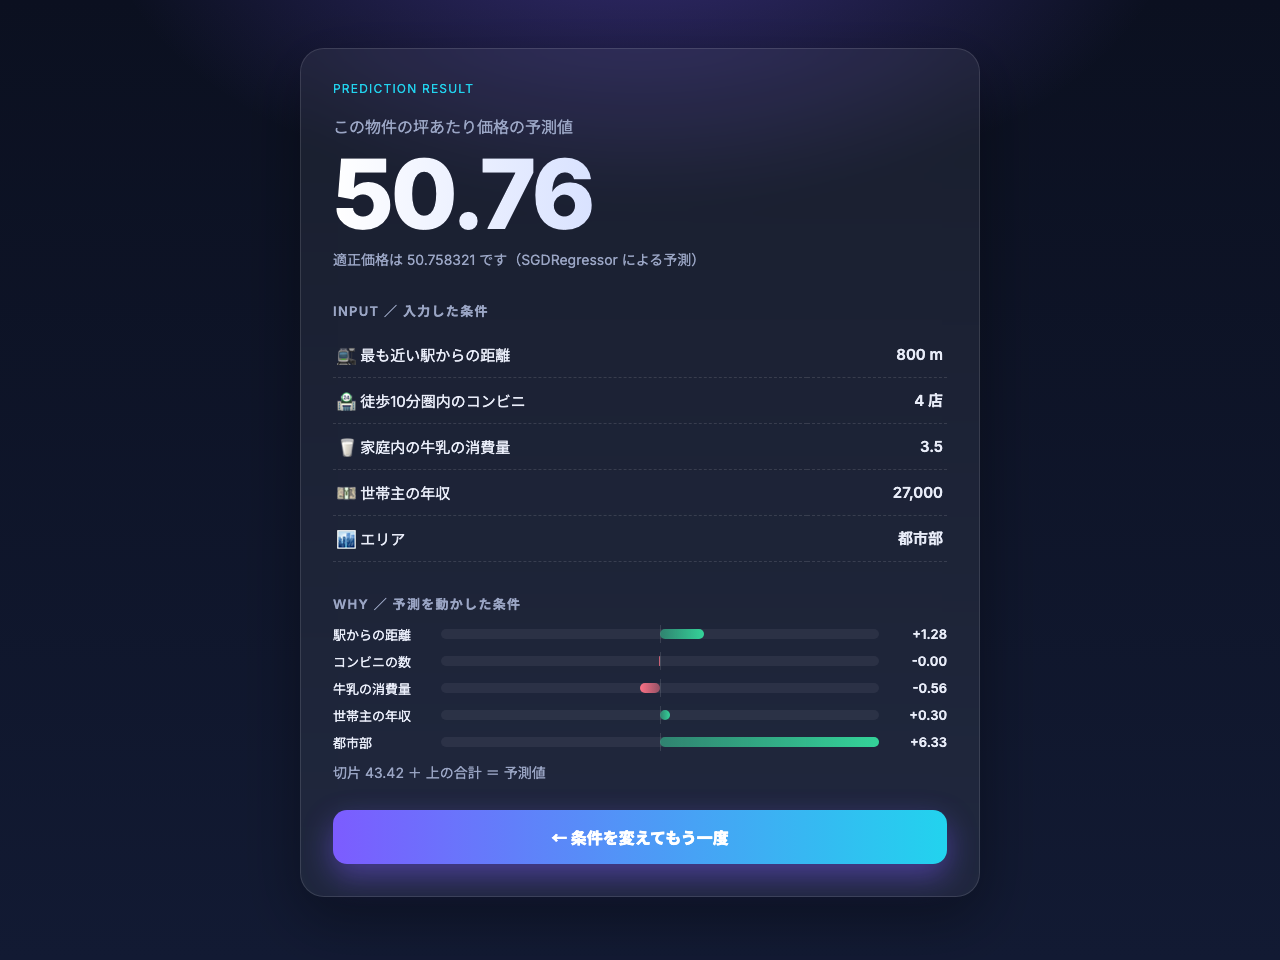 PREDICTION RESULT
この物件の坪あたり価格の予測値
50.76
適正価格は 50.758321 です（SGDRegressor による予測）
INPUT ／ 入力した条件
最も近い駅からの距離 800 m
徒歩10分圏内のコンビニ 4 店
家庭内の牛乳の消費量 3.5
世帯主の年収 27,000
エリア 都市部
WHY ／ 予測を動かした条件
駅からの距離 +1.28
コンビニの数 -0.00
牛乳の消費量 -0.56
世帯主の年収 +0.30
都市部 +6.33
切片 43.42 ＋ 上の合計 ＝ 予測値
← 条件を変えてもう一度